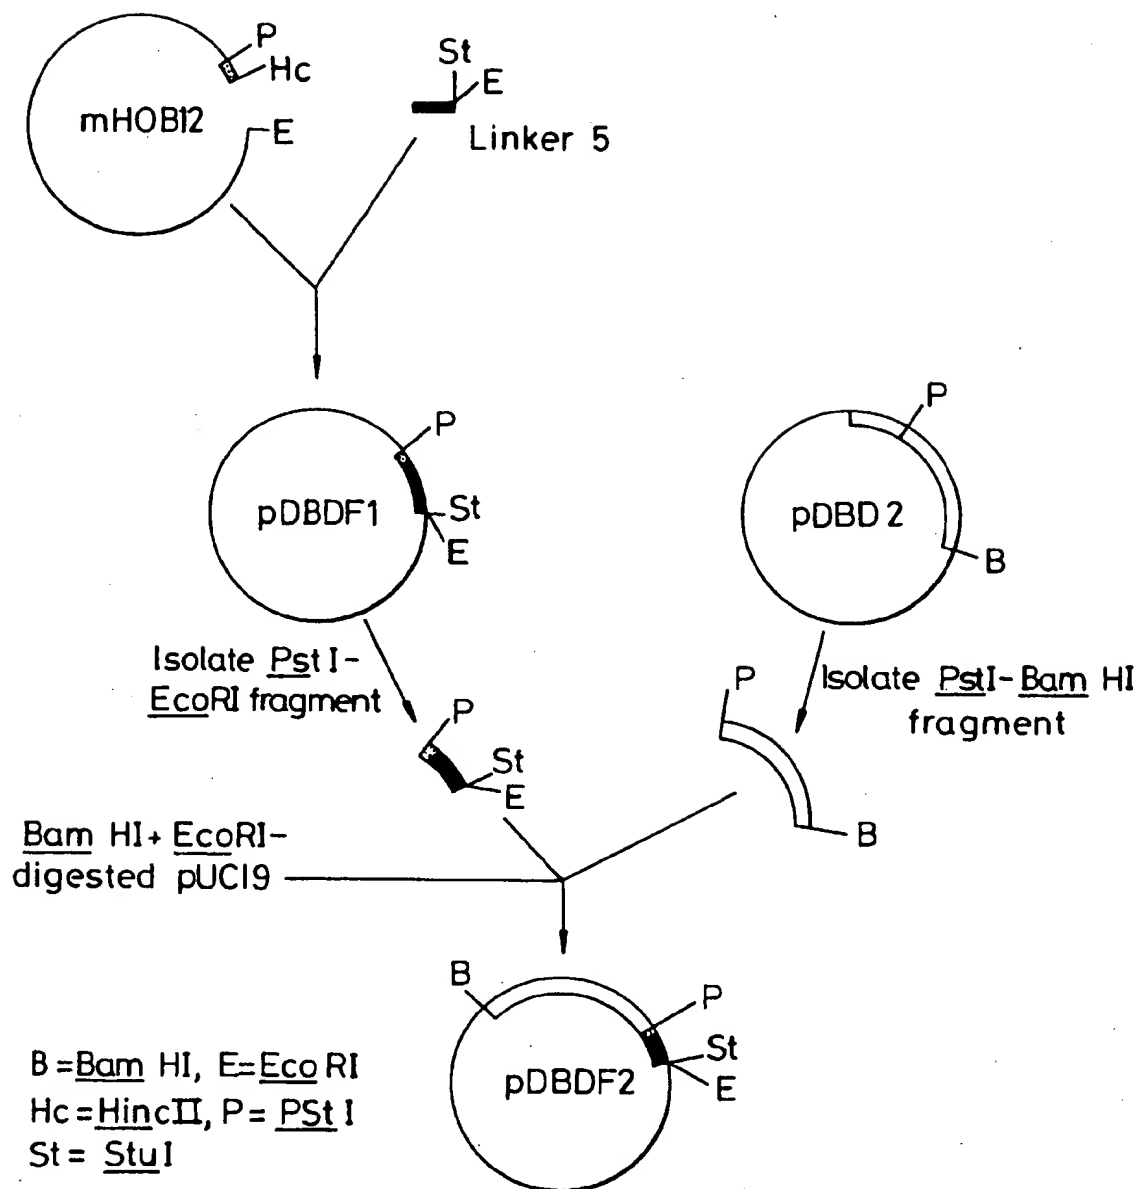 P
Hc
mHOB12
E
St
E
Linker 5
P
pDBDF1
St
E
P
pDBD 2
B
Isolate PstI-
EcoRI fragment
Isolate PstI-Bam HI
fragment
P
St
E
P
B
Bam HI+ EcoRI-
digested pUC19
B
P
pDBDF2
St
E
B =Bam HI, E=Eco RI
Hc =HincII, P= PSt I
St= StuI